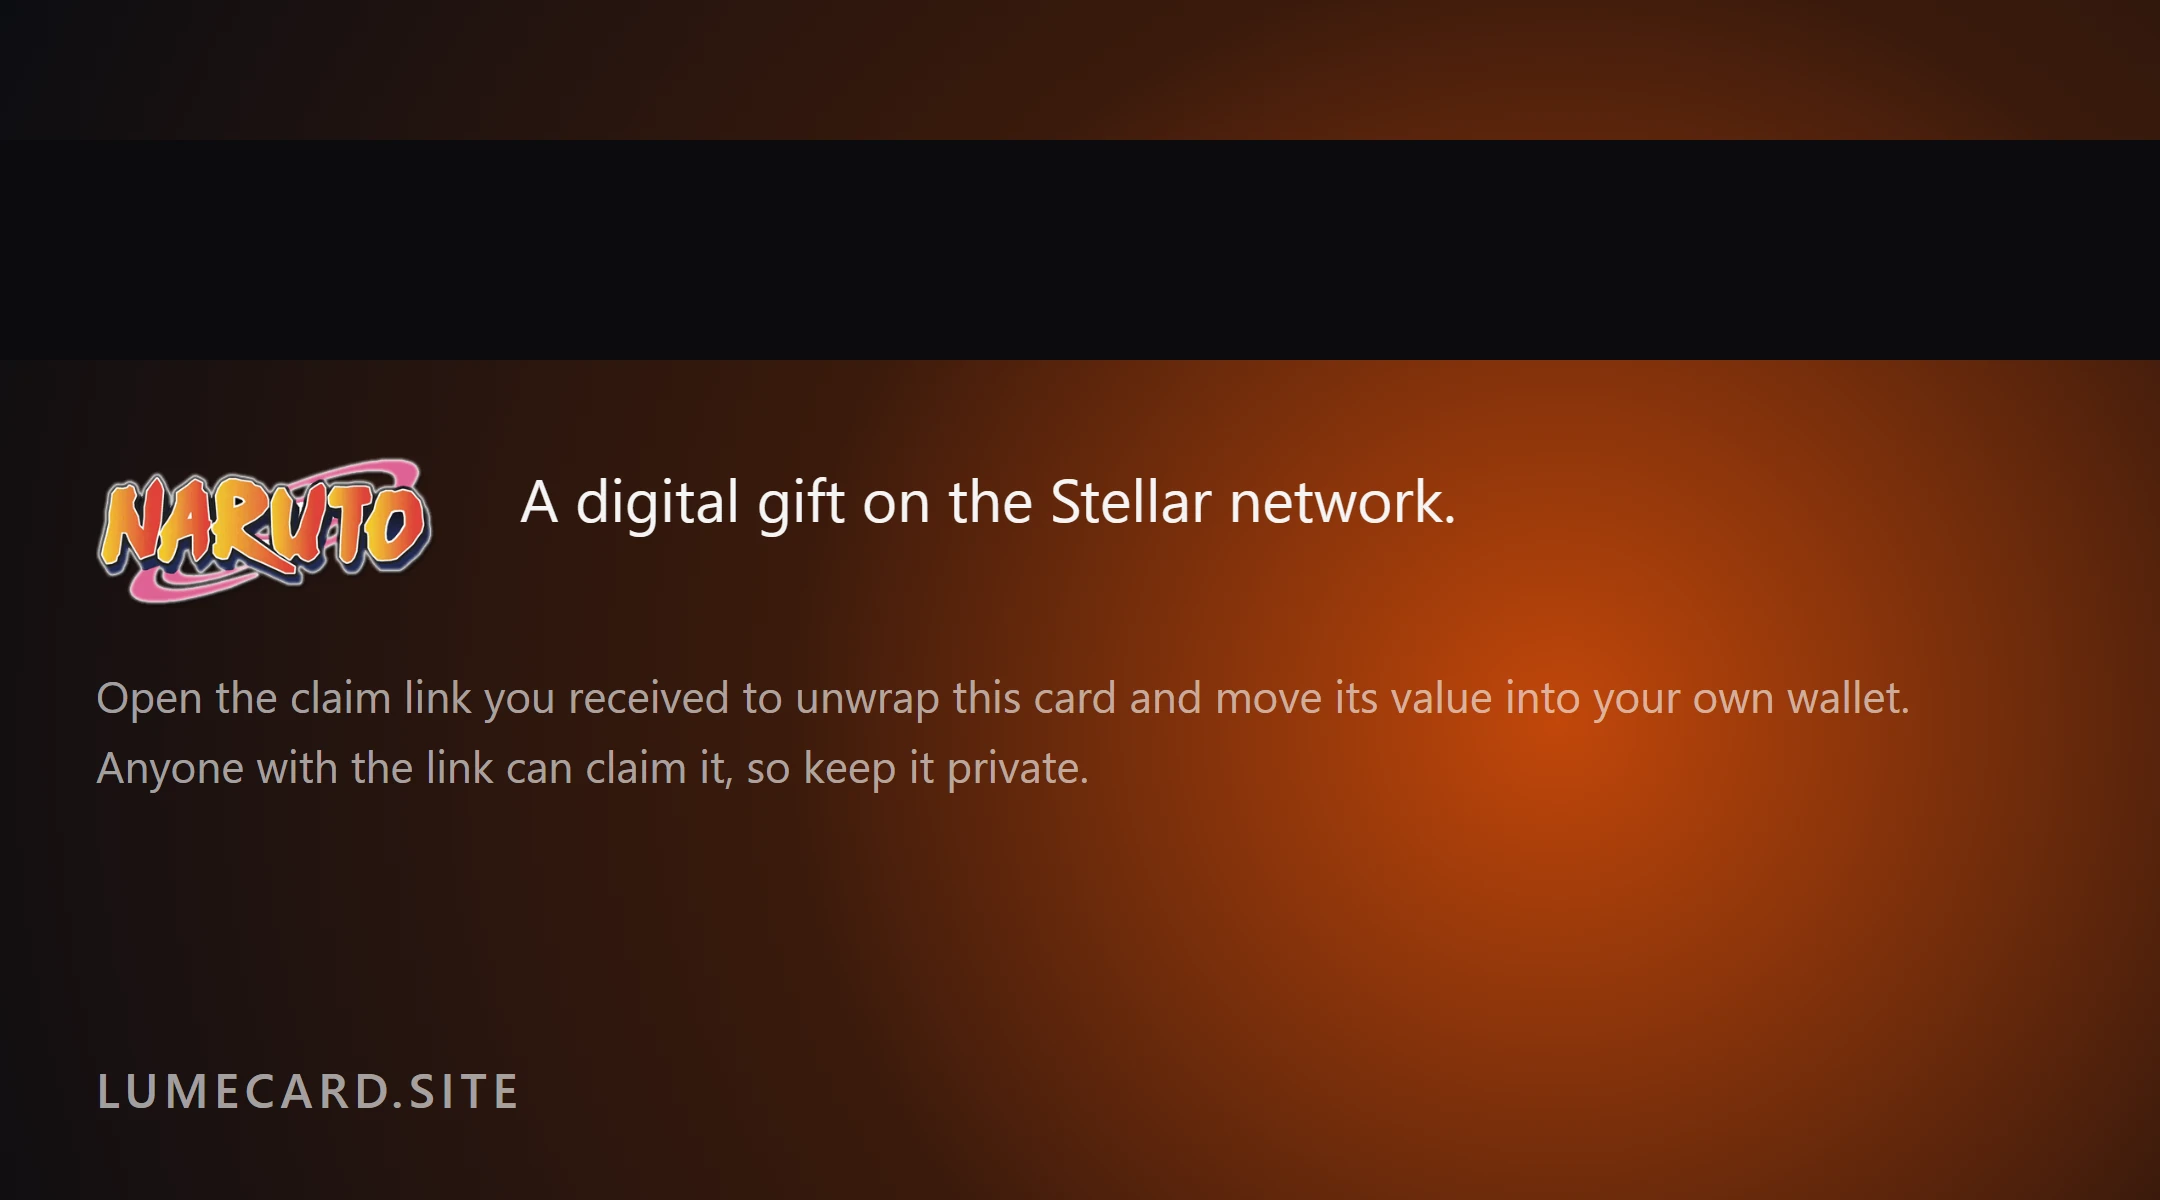 NARUTO
A digital gift on the Stellar network.
Open the claim link you received to unwrap this card and move its value into your own wallet.
Anyone with the link can claim it, so keep it private.
LUMECARD.SITE